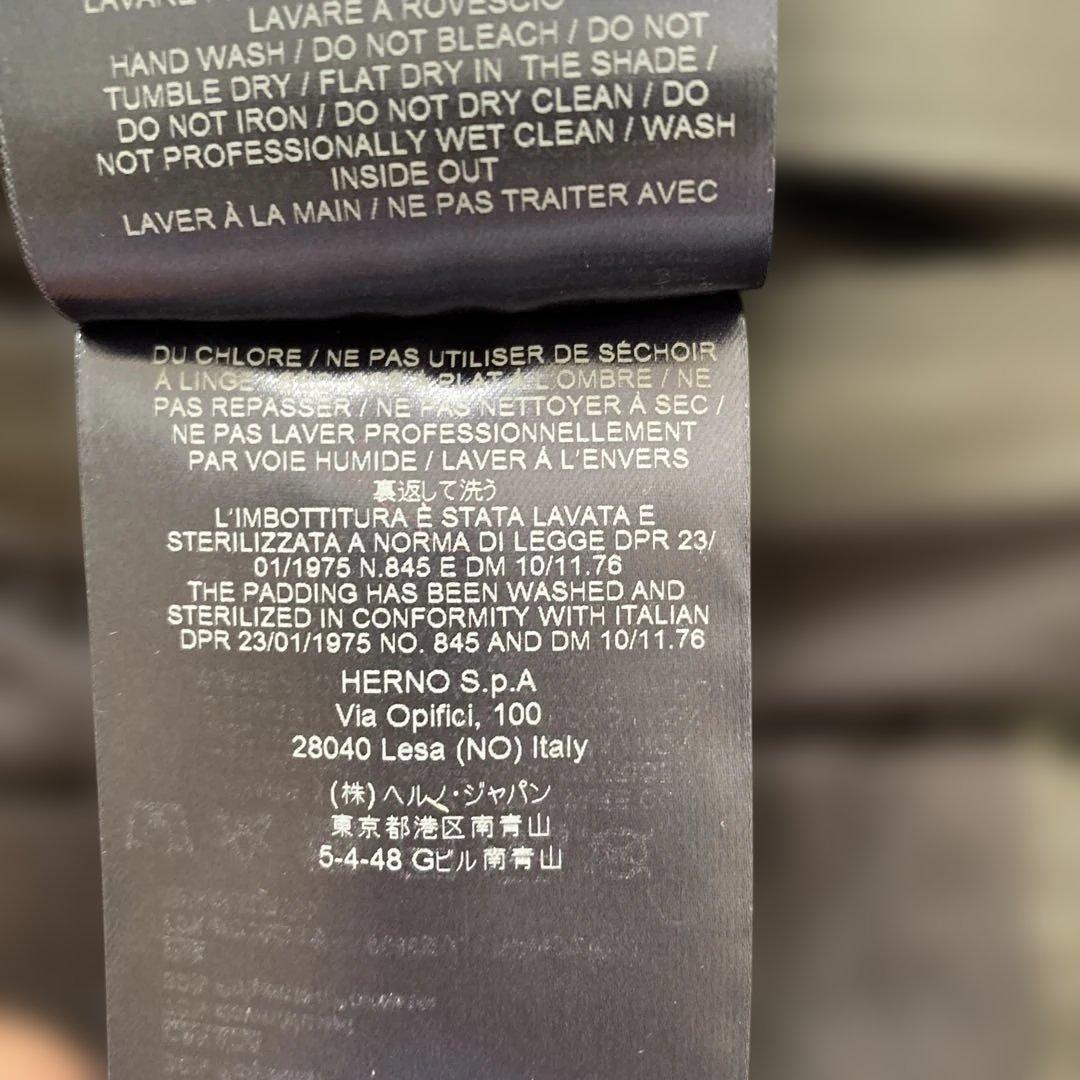 LAVARE A ROVESCIO
HAND WASH / DO NOT BLEACH / DO NOT
TUMBLE DRY / FLAT DRY IN THE SHADE /
DO NOT IRON / DO NOT DRY CLEAN / DO
NOT PROFESSIONALLY WET CLEAN / WASH
INSIDE OUT
LAVER À LA MAIN / NE PAS TRAITER AVEC
DU CHLORE / NE PAS UTILISER DE SÉCHOIR
À LINGE PLAT À L'OMBRE / NE
PAS REPASSER / NE PAS NETTOYER À SEC /
NE PAS LAVER PROFESSIONNELLEMENT
PAR VOIE HUMIDE / LAVER À L'ENVERS
裏返して洗う
L'IMBOTTITURA È STATA LAVATA E
STERILIZZATA A NORMA DI LEGGE DPR 23/
01/1975 N.845 E DM 10/11.76
THE PADDING HAS BEEN WASHED AND
STERILIZED IN CONFORMITY WITH ITALIAN
DPR 23/01/1975 NO. 845 AND DM 10/11.76
HERNO S.p.A
Via Opifici, 100
28040 Lesa (NO) Italy
(株)ヘルノ・ジャパン
東京都港区南青山
5-4-48 Gビル南青山